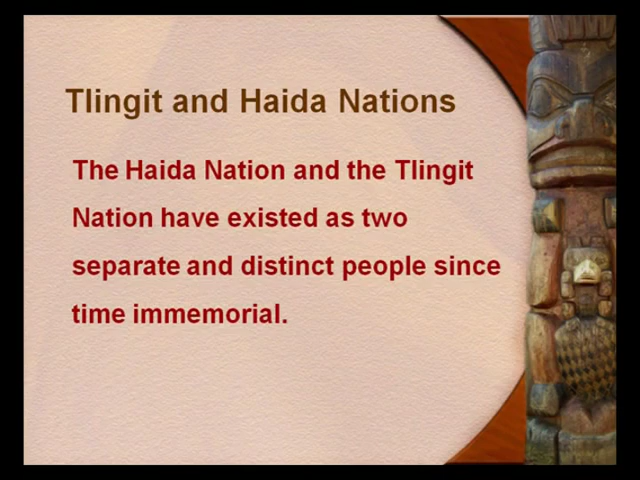 Tlingit and Haida Nations
The Haida Nation and the Tlingit
Nation have existed as two
separate and distinct people since
time immemorial.